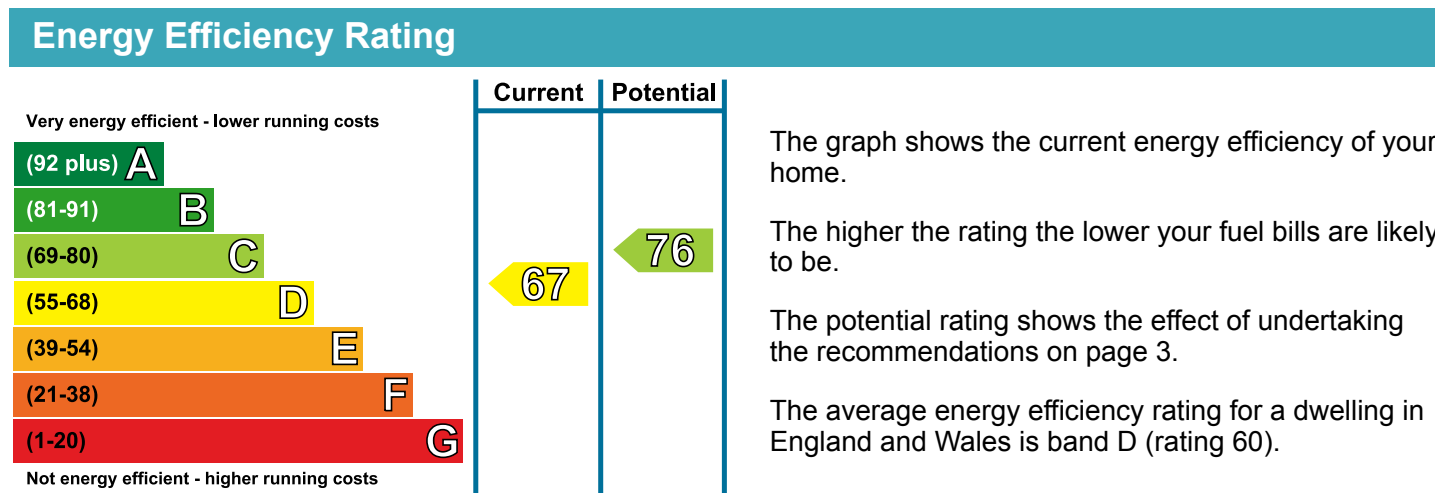 Energy Efficiency Rating
Current Potential
Very energy efficient - lower running costs
(92 plus) A
(81-91) B
(69-80) C
(55-68) D
(39-54) E
(21-38) F
(1-20) G
Not energy efficient - higher running costs
67
76
The graph shows the current energy efficiency of your
home.
The higher the rating the lower your fuel bills are likely
to be.
The potential rating shows the effect of undertaking
the recommendations on page 3.
The average energy efficiency rating for a dwelling in
England and Wales is band D (rating 60).